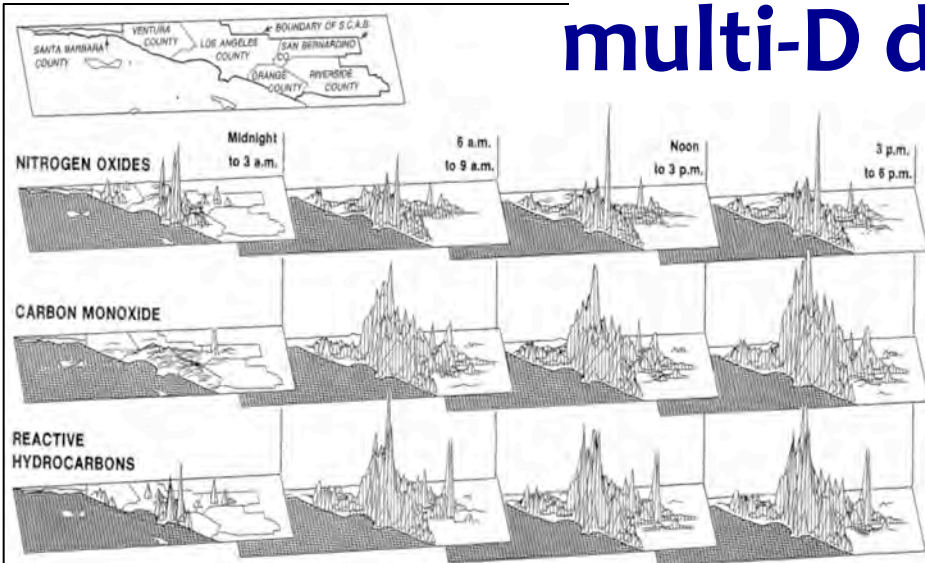 multi-D d
VENTURA
COUNTY
BOUNDARY OF S.C.A.B.
SANTA BARBARA
COUNTY
LOS ANGELES
COUNTY
SAN BERNARDINO
CO.
ORANGE
COUNTY
RIVERSIDE
COUNTY
NITROGEN OXIDES
Midnight
to 3 a.m.
6 a.m.
to 9 a.m.
Noon
to 3 p.m.
3 p.m.
to 6 p.m.
CARBON MONOXIDE
REACTIVE
HYDROCARBONS